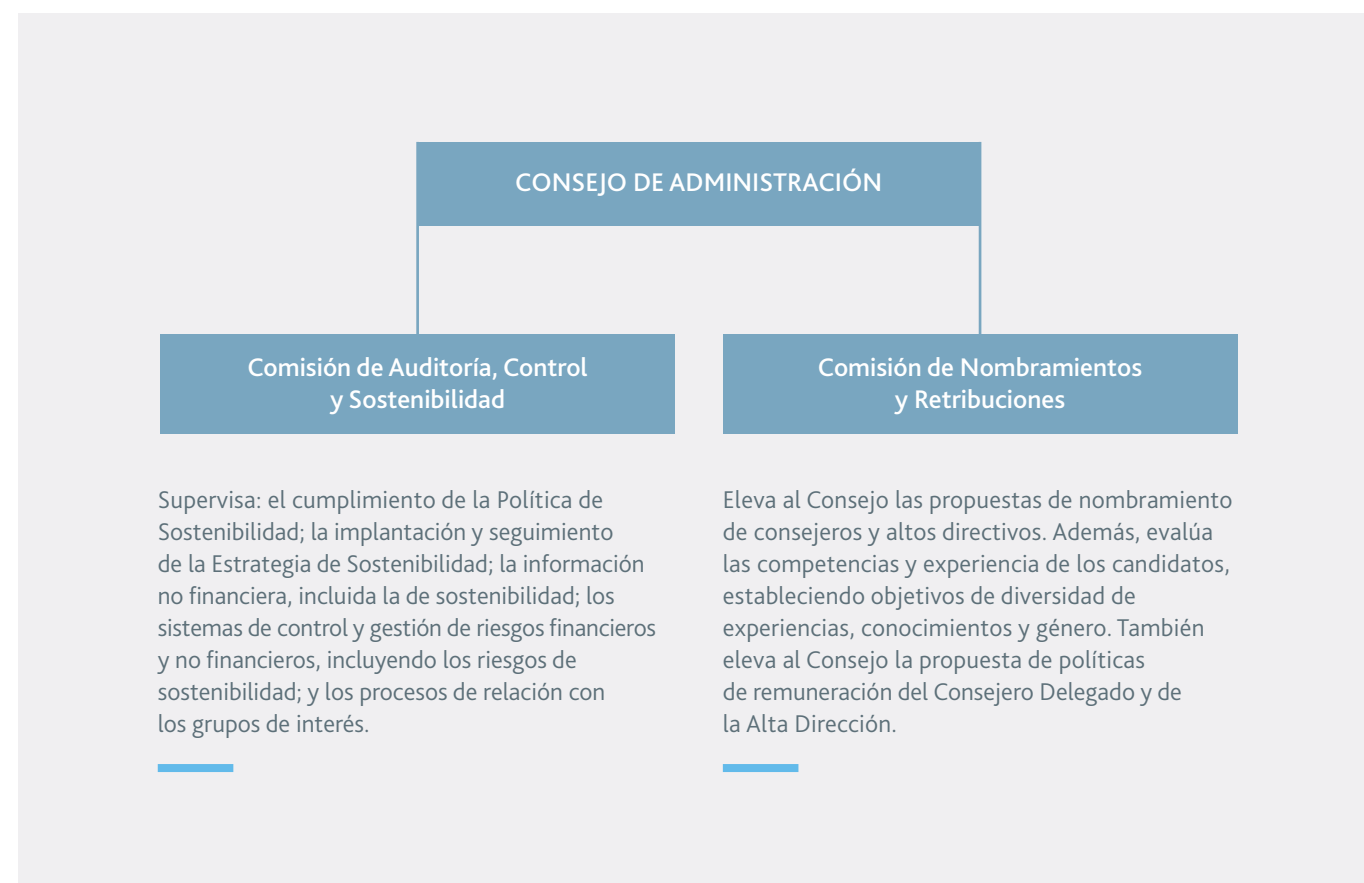 CONSEJO DE ADMINISTRACIÓN
Comisión de Auditoría, Control
y Sostenibilidad
Supervisa: el cumplimiento de la Política de
Sostenibilidad; la implantación y seguimiento
de la Estrategia de Sostenibilidad; la información
no financiera, incluida la de sostenibilidad; los
sistemas de control y gestión de riesgos financieros
y no financieros, incluyendo los riesgos de
sostenibilidad; y los procesos de relación con
los grupos de interés.
Comisión de Nombramientos
y Retribuciones
Eleva al Consejo las propuestas de nombramiento
de consejeros y altos directivos. Además, evalúa
las competencias y experiencia de los candidatos,
estableciendo objetivos de diversidad de
experiencias, conocimientos y género. También
eleva al Consejo la propuesta de políticas
de remuneración del Consejero Delegado y de
la Alta Dirección.